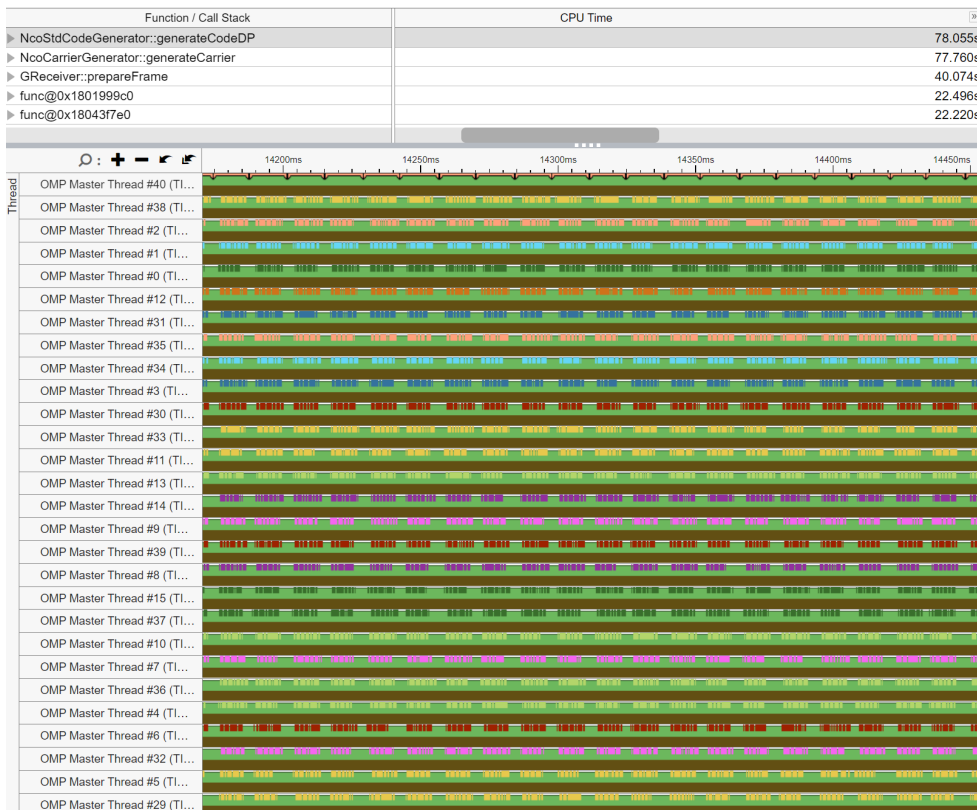 Function / Call Stack CPU Time
NcoStdCodeGenerator::generateCodeDP 78.055s
NcoCarrierGenerator::generateCarrier 77.760s
GReceiver::prepareFrame 40.074s
func@0x1801999c0 22.496s
func@0x18043f7e0 22.220s
14200ms 14250ms 14300ms 14350ms 14400ms 14450ms
Thread
OMP Master Thread #40 (TI...
OMP Master Thread #38 (TI...
OMP Master Thread #2 (TI...
OMP Master Thread #1 (TI...
OMP Master Thread #0 (TI...
OMP Master Thread #12 (TI...
OMP Master Thread #31 (TI...
OMP Master Thread #35 (TI...
OMP Master Thread #34 (TI...
OMP Master Thread #3 (TI...
OMP Master Thread #30 (TI...
OMP Master Thread #33 (TI...
OMP Master Thread #11 (TI...
OMP Master Thread #13 (TI...
OMP Master Thread #14 (TI...
OMP Master Thread #9 (TI...
OMP Master Thread #39 (TI...
OMP Master Thread #8 (TI...
OMP Master Thread #15 (TI...
OMP Master Thread #37 (TI...
OMP Master Thread #10 (TI...
OMP Master Thread #7 (TI...
OMP Master Thread #36 (TI...
OMP Master Thread #4 (TI...
OMP Master Thread #6 (TI...
OMP Master Thread #32 (TI...
OMP Master Thread #5 (TI...
OMP Master Thread #29 (TI...